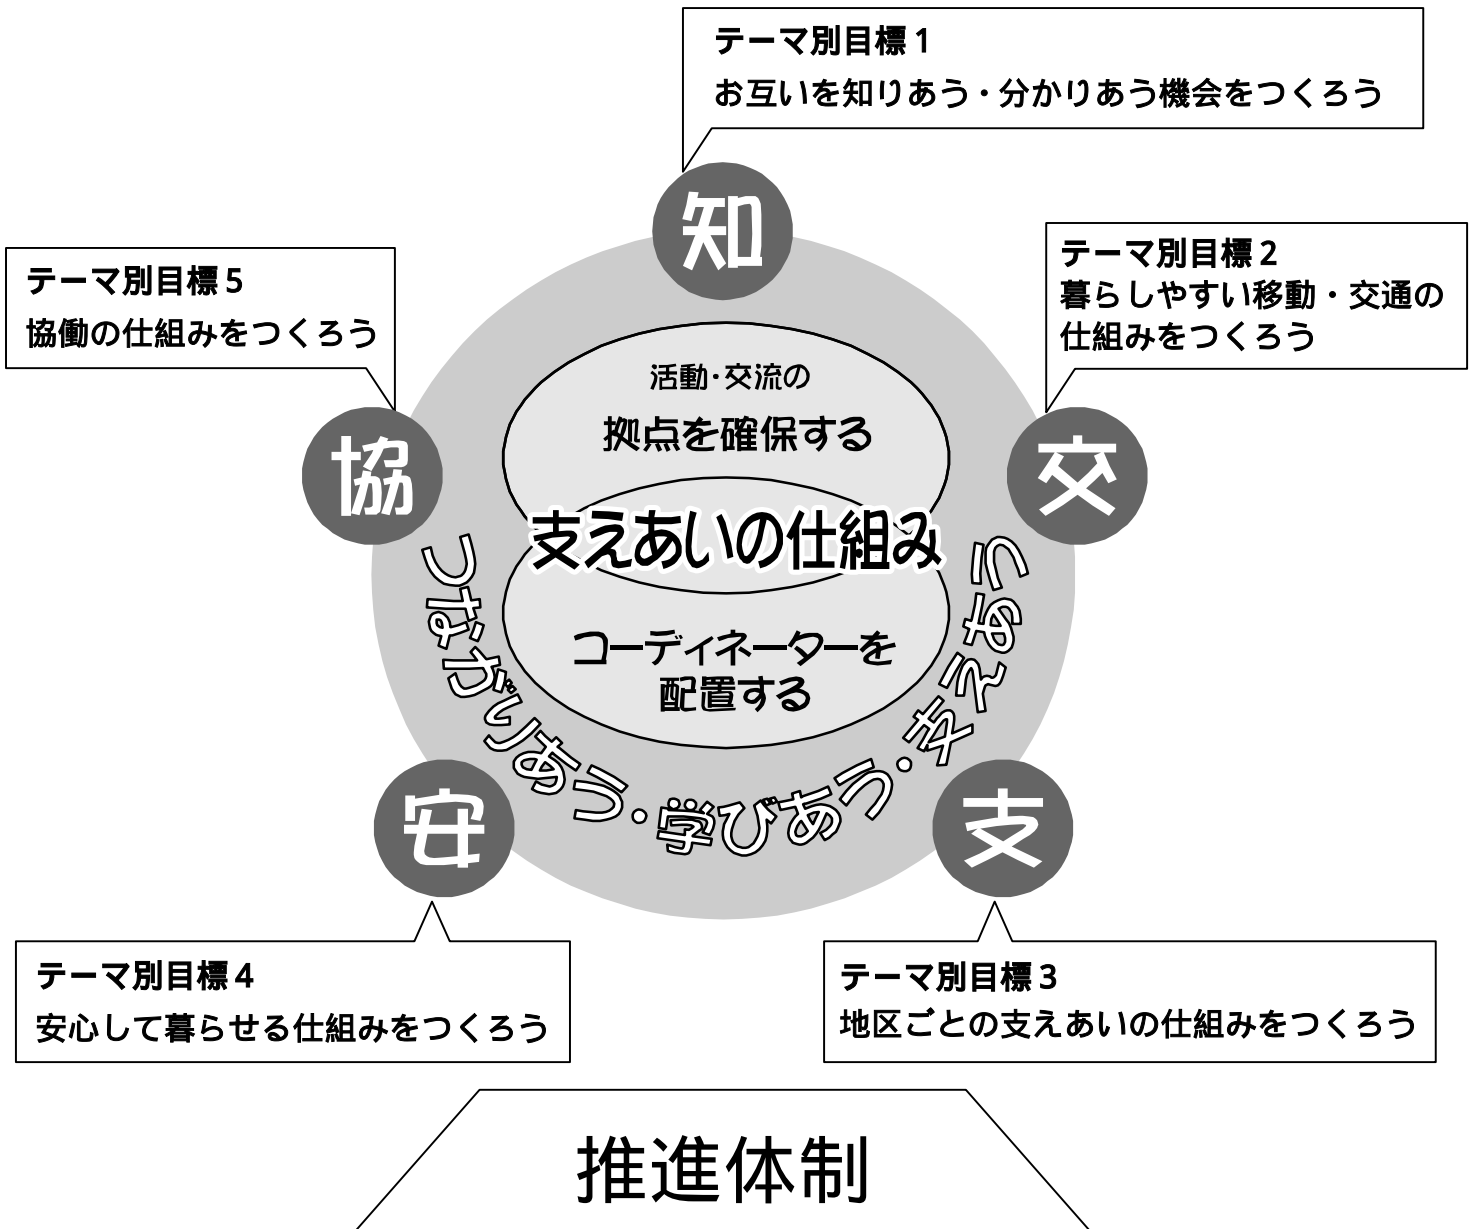 テーマ別目標1
お互いを知りあう・分かりあう機会をつくろう
知
テーマ別目標2
暮らしやすい移動・交通の
仕組みをつくろう
テーマ別目標5
協働の仕組みをつくろう
協
交
活動・交流の
拠点を確保する
支えあいの仕組み
コーディネーターを
配置する
つながりあう・学びあう・支えあう
安
支
テーマ別目標4
安心して暮らせる仕組みをつくろう
テーマ別目標3
地区ごとの支えあいの仕組みをつくろう
推進体制